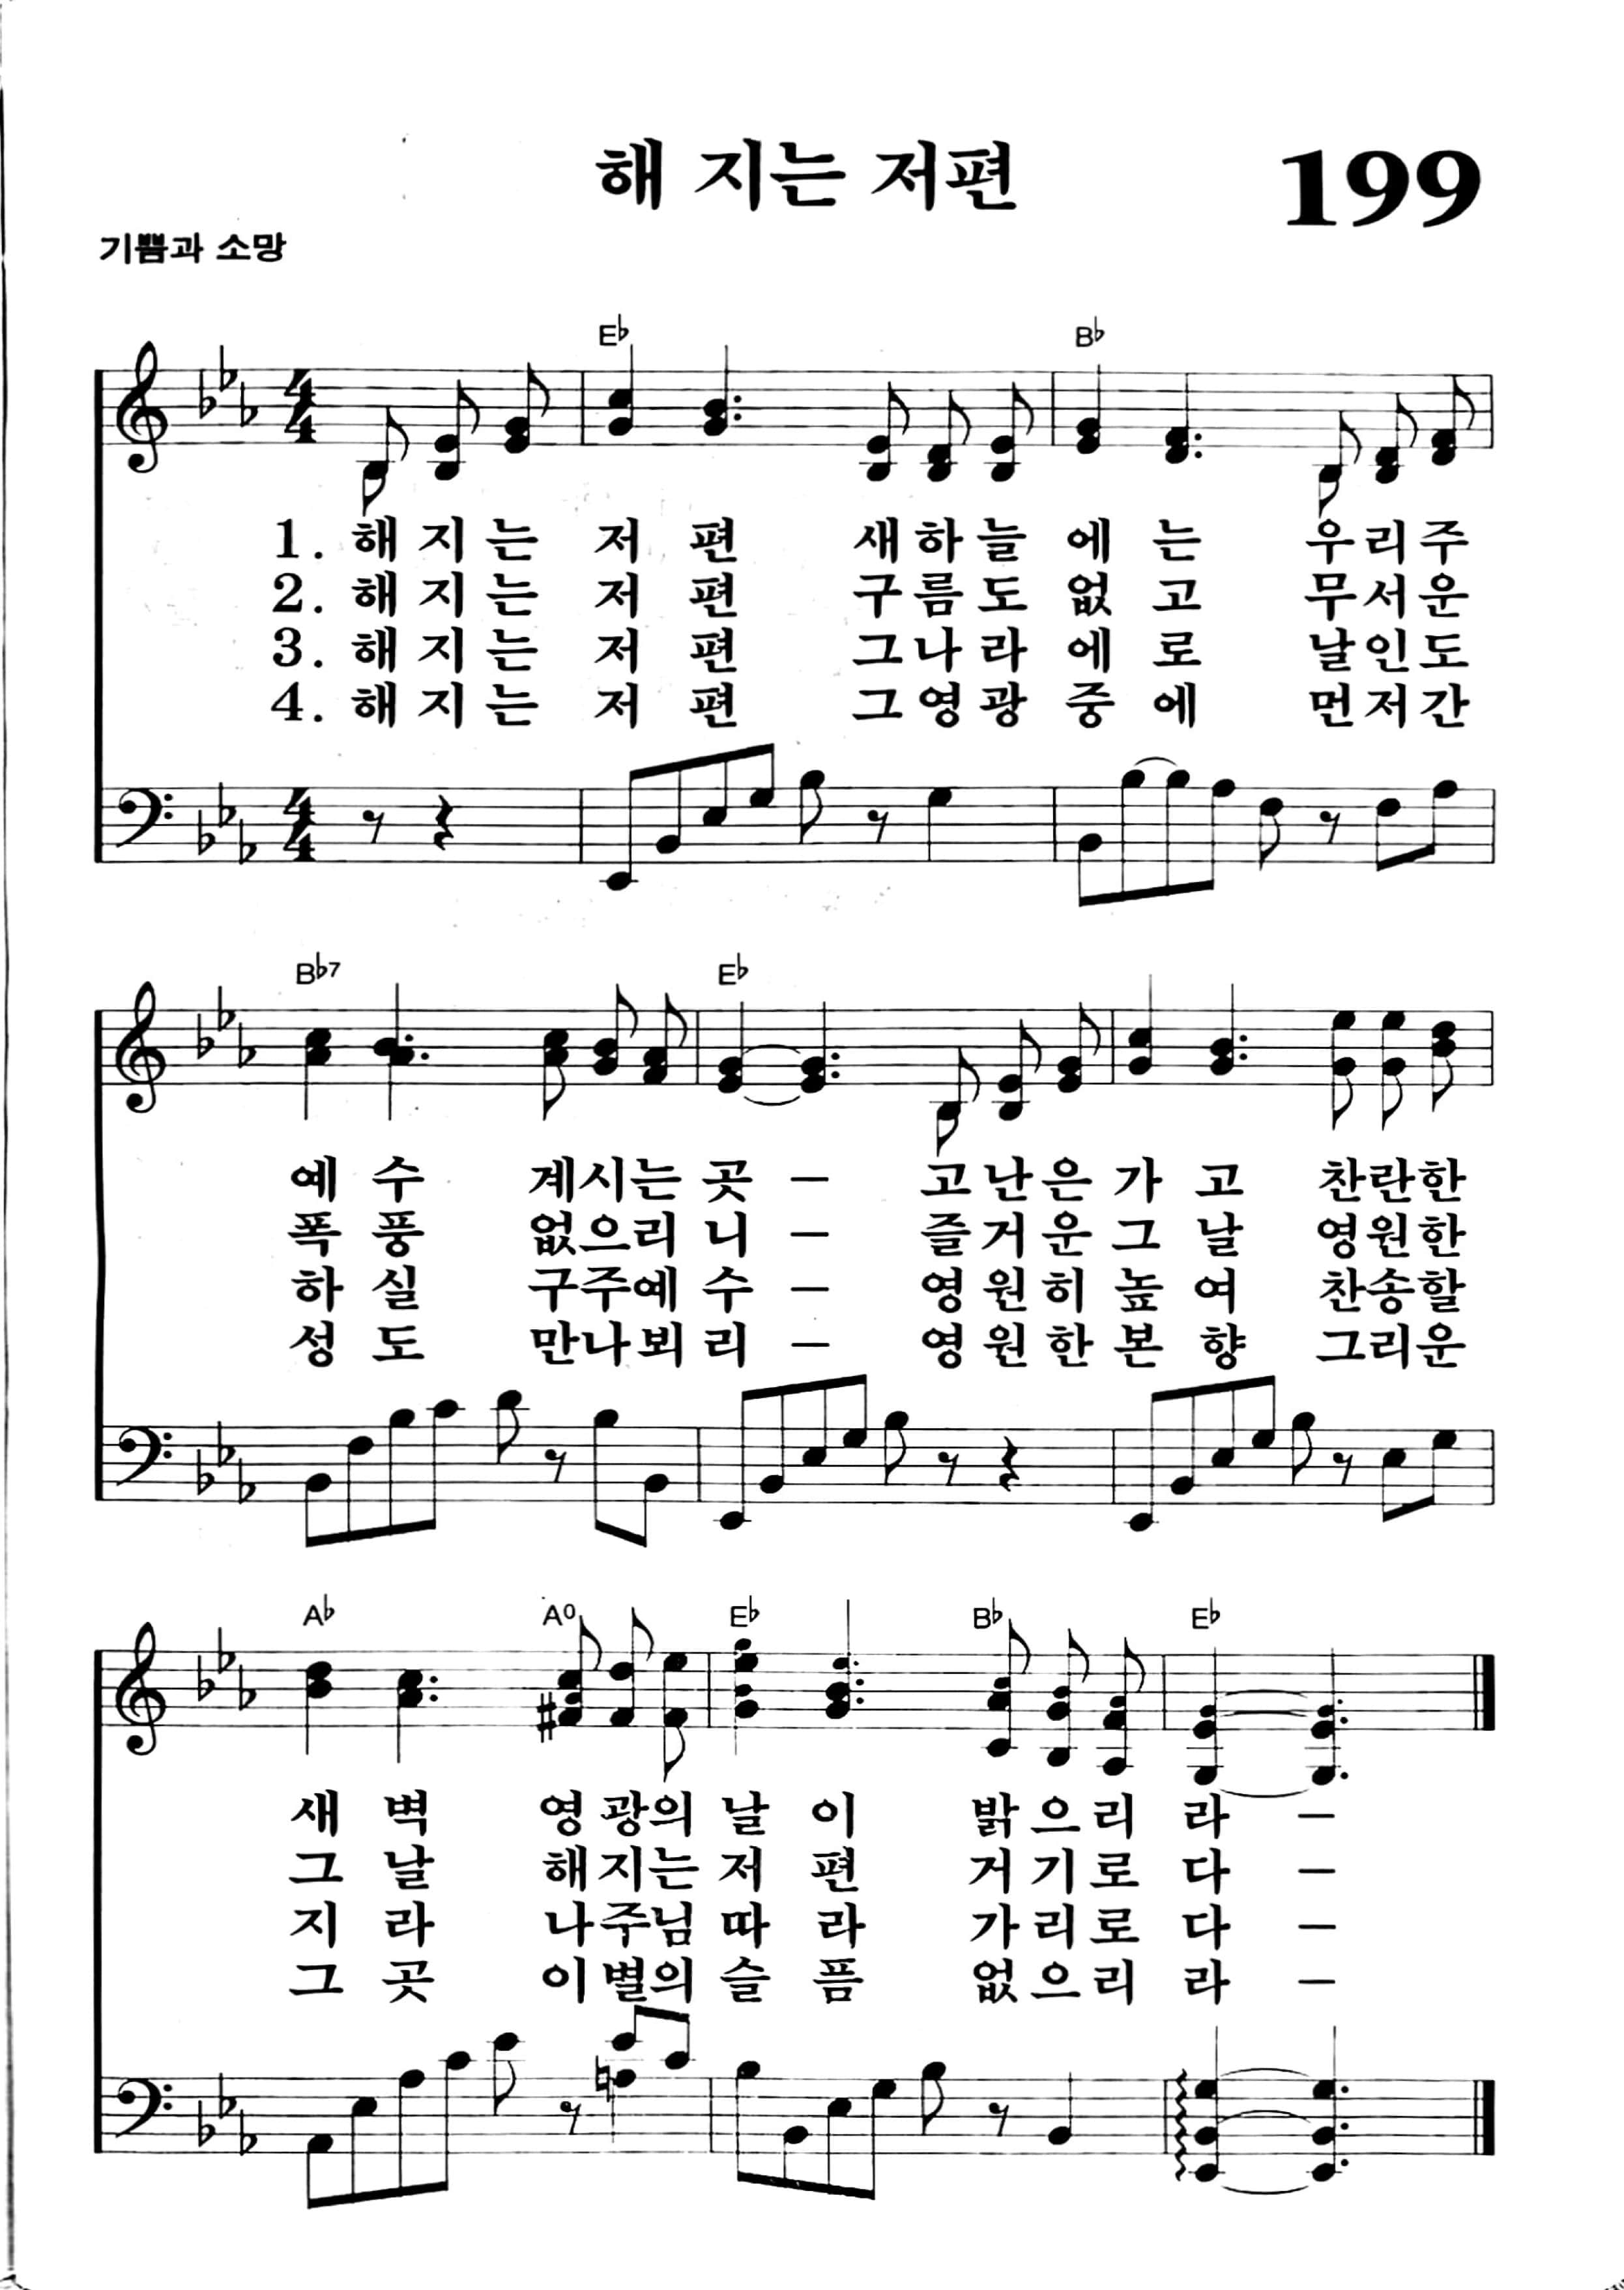 해 지는 저편
199
기쁨과 소망
E♭ B♭
1. 해 지 는 저 편 새 하 늘 에 는 우 리 주
2. 해 지 는 저 편 구 름 도 없 고 무 서 운
3. 해 지 는 저 편 그 나 라 에 로 날 인 도
4. 해 지 는 저 편 그 영 광 중 에 먼 저 간
B♭7 E♭
예 수 계 시 는 곳 – 고 난 은 가 고 찬 란 한
폭 풍 없 으 리 니 – 즐 거 운 그 날 영 원 한
하 실 구 주 예 수 – 영 원 히 높 여 찬 송 할
성 도 만 나 뵈 리 – 영 원 한 본 향 그 리 운
A♭ A° E♭ B♭ E♭
새 벽 영 광 의 날 이 밝 으 리 라 –
그 날 해 지 는 저 편 거 기 로 다 –
지 라 나 주 님 따 라 가 리 로 다 –
그 곳 이 별 의 슬 픔 없 으 리 라 –